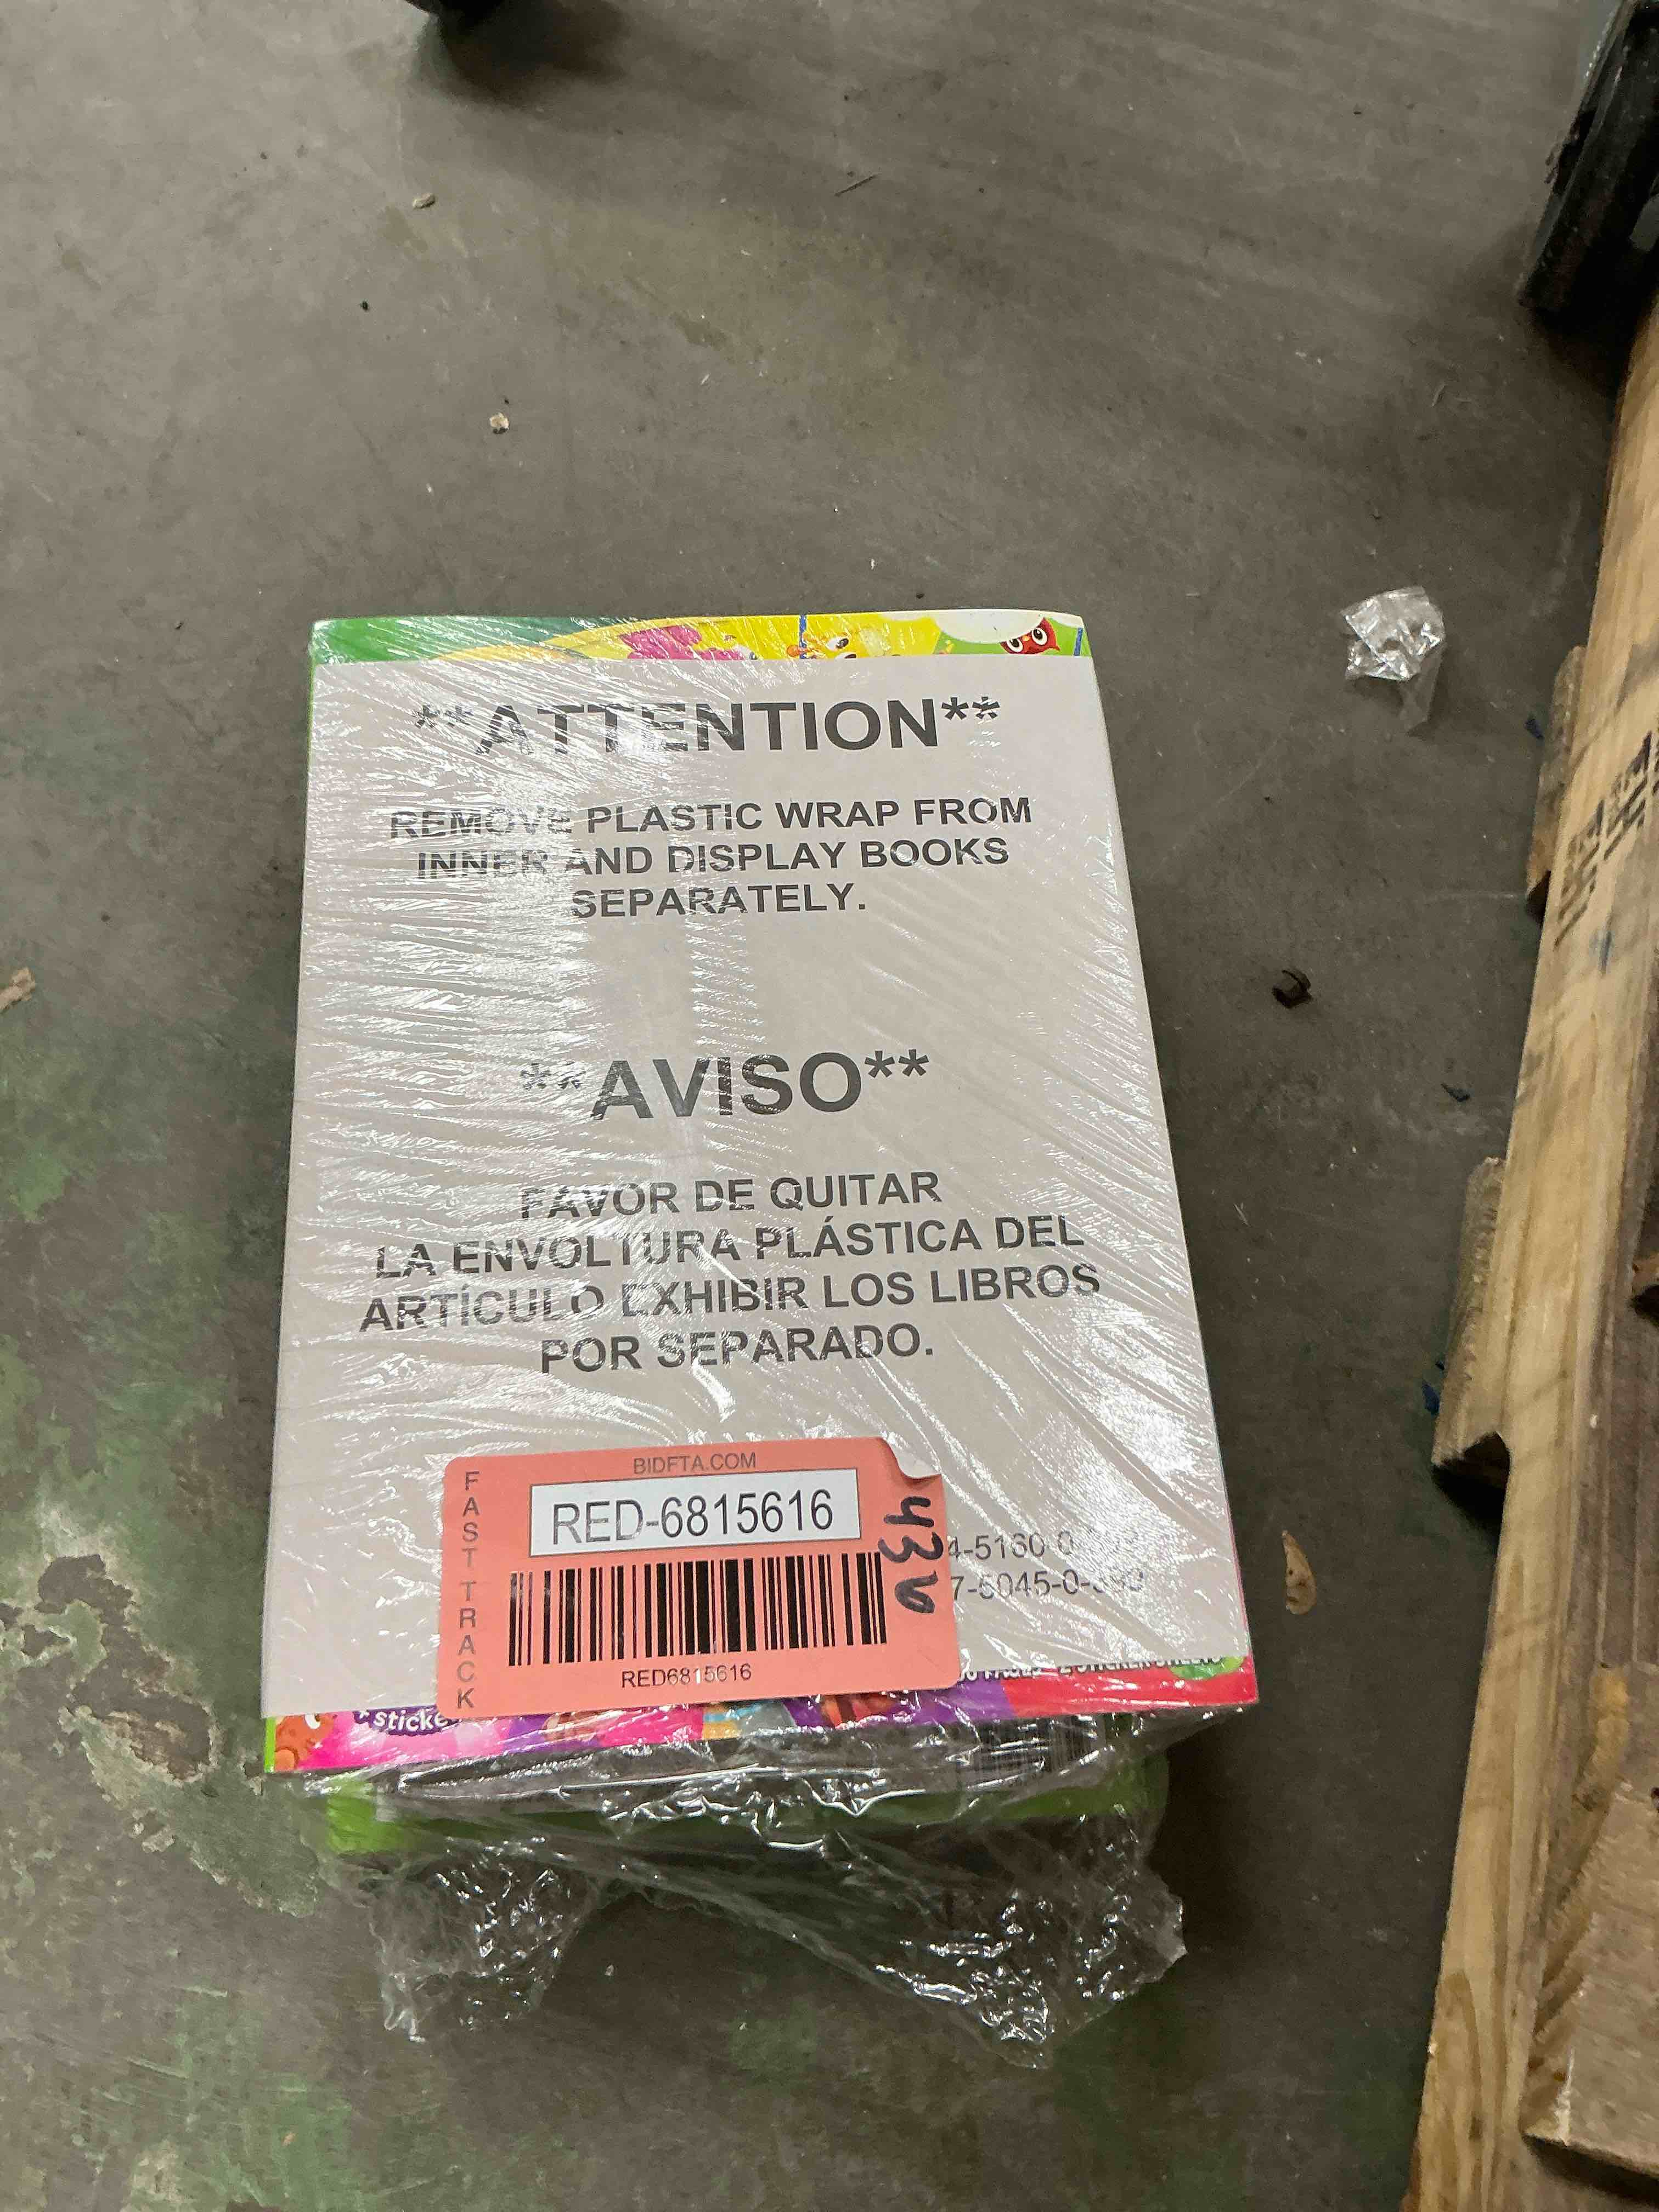 **ATTENTION**
REMOVE PLASTIC WRAP FROM
INNER AND DISPLAY BOOKS
SEPARATELY.
**AVISO**
FAVOR DE QUITAR
LA ENVOLTURA PLÁSTICA DEL
ARTÍCULO EXHIBIR LOS LIBROS
POR SEPARADO.
BIDFTA.COM
FAST TRACK
RED-6815616
RED6815616